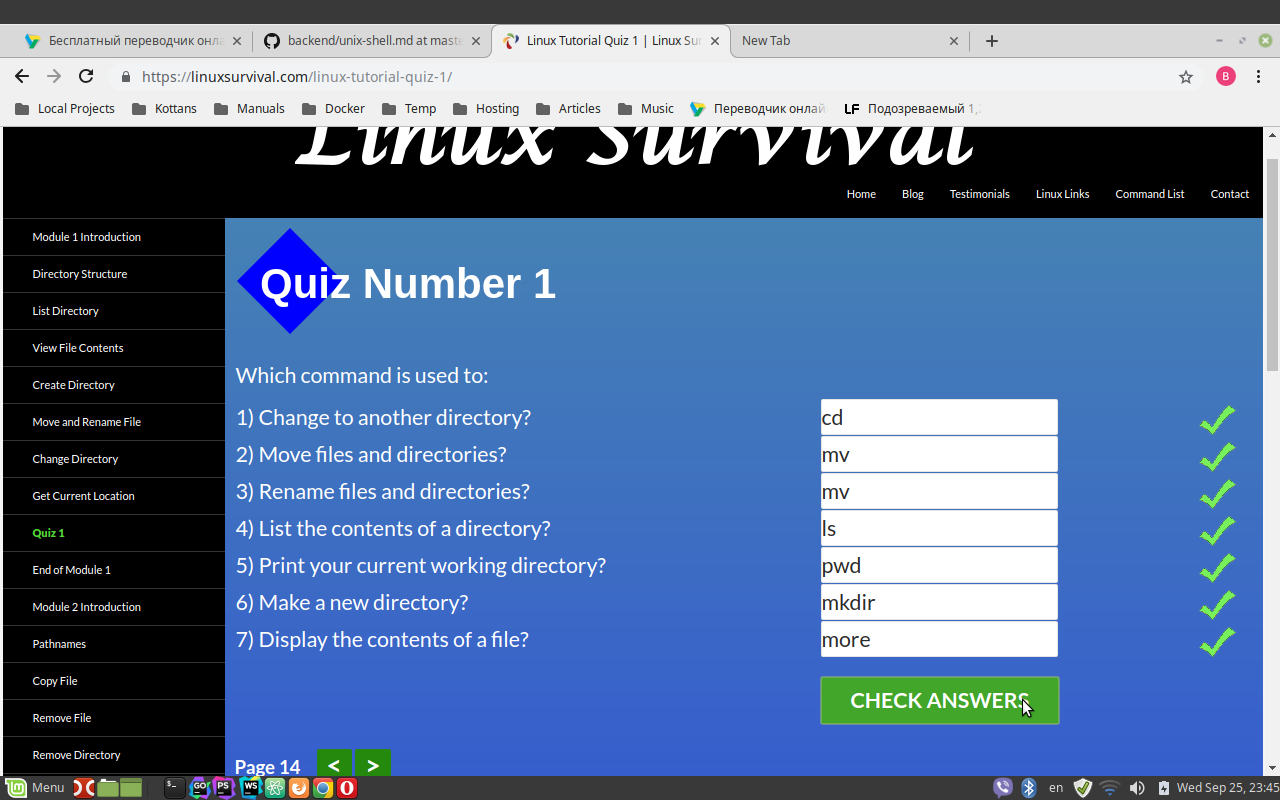 Бесплатный переводчик онла
backend/unix-shell.md at maste
Linux Tutorial Quiz 1 | Linux Sur
New Tab
https://linuxsurvival.com/linux-tutorial-quiz-1/
B
Local Projects
Kottans
Manuals
Docker
Temp
Hosting
Articles
Music
Переводчик онлай
LF Подозреваемый 1,
Linux Survival
Home
Blog
Testimonials
Linux Links
Command List
Contact
Module 1 Introduction
Directory Structure
List Directory
View File Contents
Create Directory
Move and Rename File
Change Directory
Get Current Location
Quiz 1
End of Module 1
Module 2 Introduction
Pathnames
Copy File
Remove File
Remove Directory
Quiz Number 1
Which command is used to:
1) Change to another directory? cd
2) Move files and directories? mv
3) Rename files and directories? mv
4) List the contents of a directory? ls
5) Print your current working directory? pwd
6) Make a new directory? mkdir
7) Display the contents of a file? more
CHECK ANSWERS
Page 14 < >
Menu
GO
PS
WS
en
Wed Sep 25, 23:45